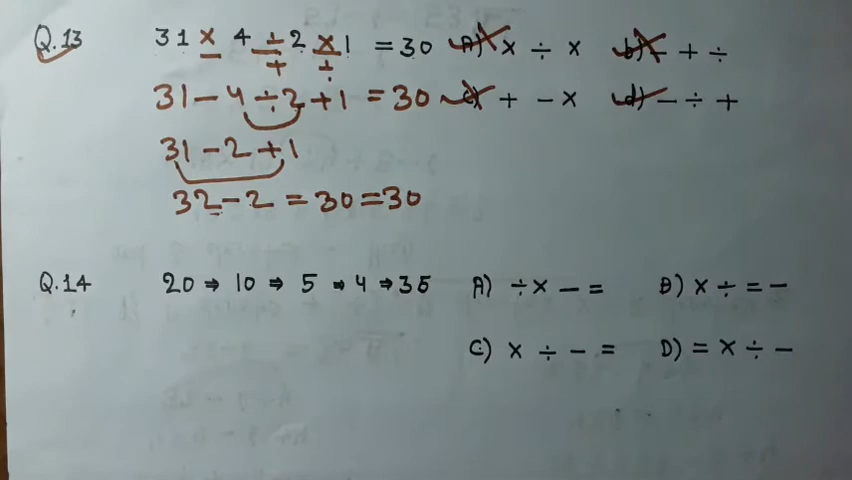 Q.13 31 × 4 ÷ 2 × 1 = 30 A) × ÷ × b) - + ÷
+ ÷
31 - 4 ÷ 2 + 1 = 30 c) + - × d) - ÷ +
31 - 2 + 1
32 - 2 = 30 = 30
Q.14 20 ⇒ 10 ⇒ 5 ⇒ 4 ⇒ 36 A) ÷ × - = B) × ÷ = -
C) × ÷ - = D) = × ÷ -